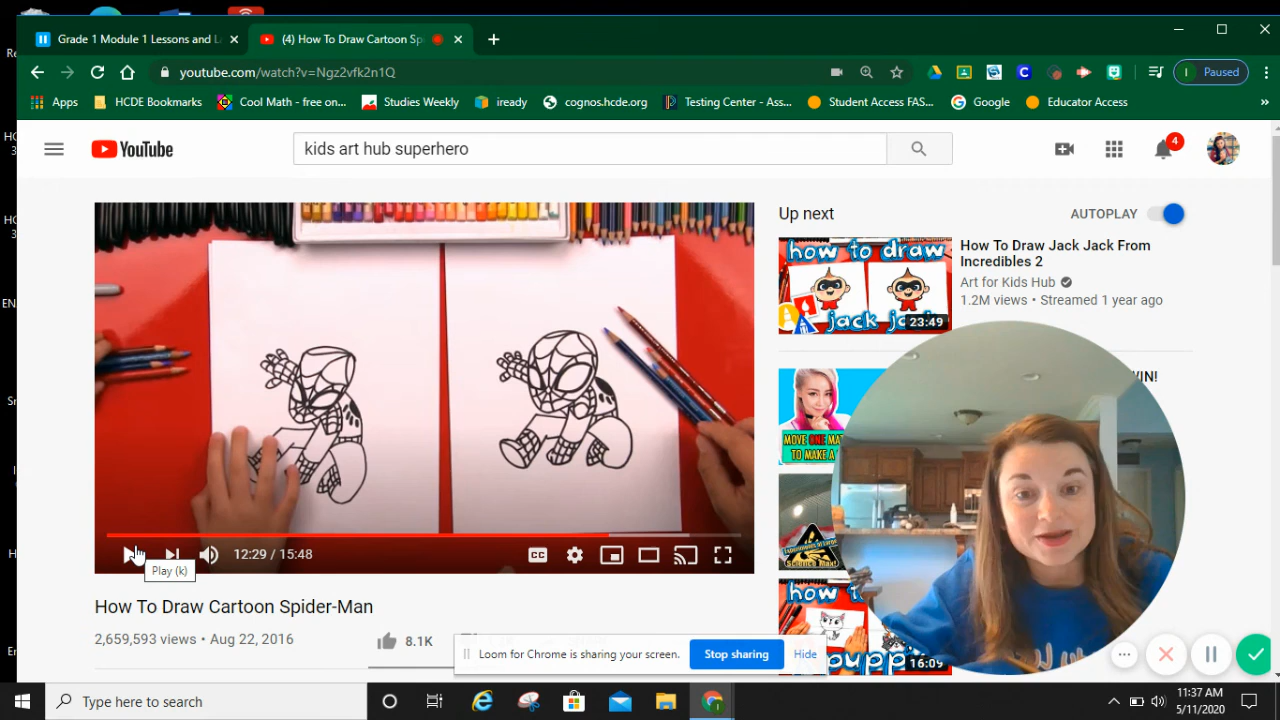 Grade 1 Module 1 Lessons and L
(4) How To Draw Cartoon Sp
youtube.com/watch?v=Ngz2vfk2n1Q
Paused
Apps
HCDE Bookmarks
Cool Math - free on...
Studies Weekly
iready
cognos.hcde.org
Testing Center - Ass...
Student Access FAS...
Google
Educator Access
»
YouTube
kids art hub superhero
4
Up next
AUTOPLAY
how to draw
jack jack
23:49
How To Draw Jack Jack From
Incredibles 2
Art for Kids Hub
1.2M views • Streamed 1 year ago
WIN!
MOVE ONE MA
TO MAKE A
Science Max!
how t
puppy
16:09
12:29 / 15:48
CC
Play (k)
How To Draw Cartoon Spider-Man
2,659,593 views • Aug 22, 2016
8.1K
Loom for Chrome is sharing your screen.
Stop sharing
Hide
Type here to search
11:37 AM
5/11/2020